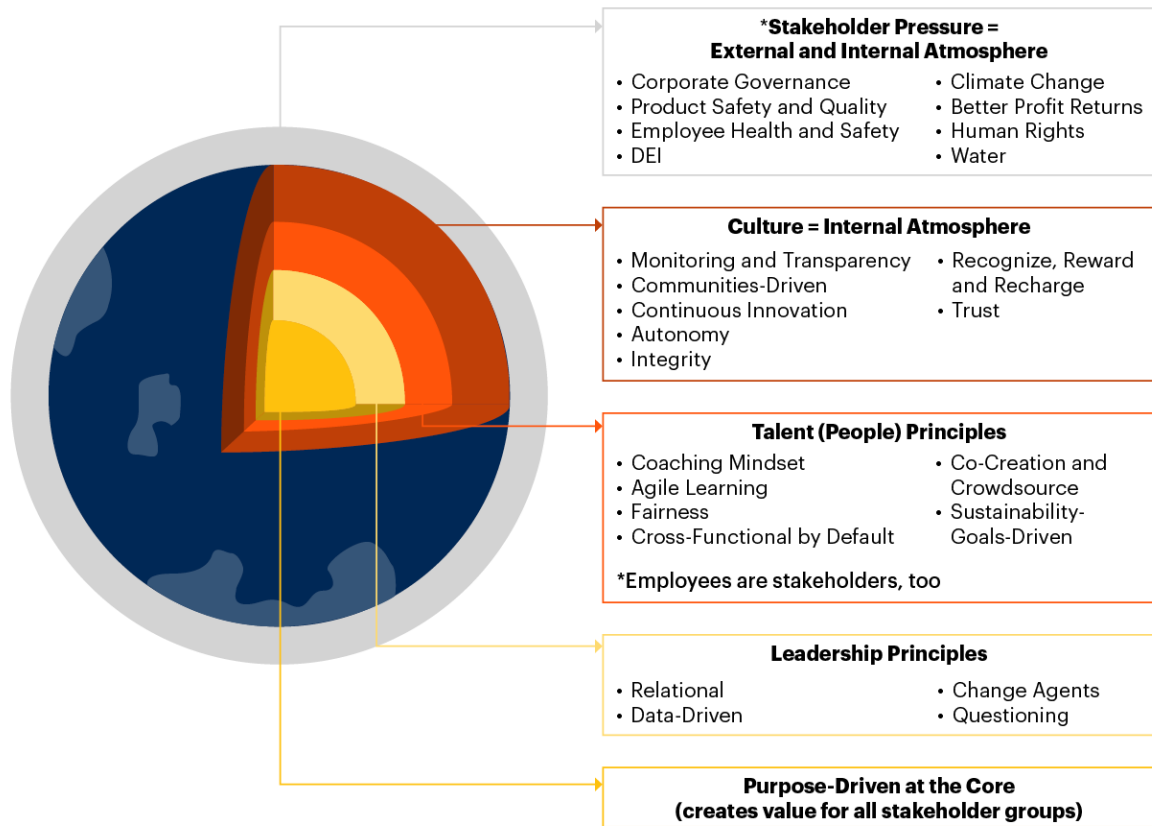 *Stakeholder Pressure =
External and Internal Atmosphere
• Corporate Governance
• Product Safety and Quality
• Employee Health and Safety
• DEI
• Climate Change
• Better Profit Returns
• Human Rights
• Water
Culture = Internal Atmosphere
• Monitoring and Transparency
• Communities-Driven
• Continuous Innovation
• Autonomy
• Integrity
• Recognize, Reward
and Recharge
• Trust
Talent (People) Principles
• Coaching Mindset
• Agile Learning
• Fairness
• Cross-Functional by Default
• Co-Creation and
Crowdsource
• Sustainability-
Goals-Driven
*Employees are stakeholders, too
Leadership Principles
• Relational
• Data-Driven
• Change Agents
• Questioning
Purpose-Driven at the Core
(creates value for all stakeholder groups)